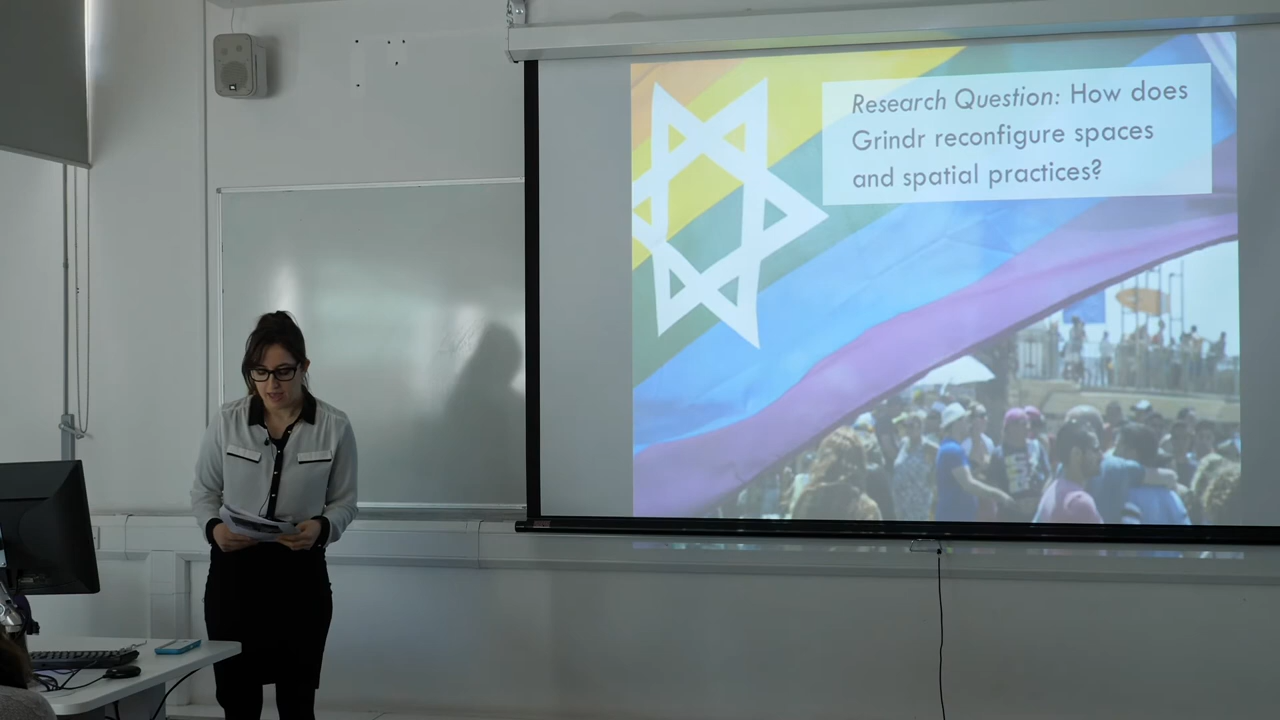 Research Question: How does
Grindr reconfigure spaces
and spatial practices?